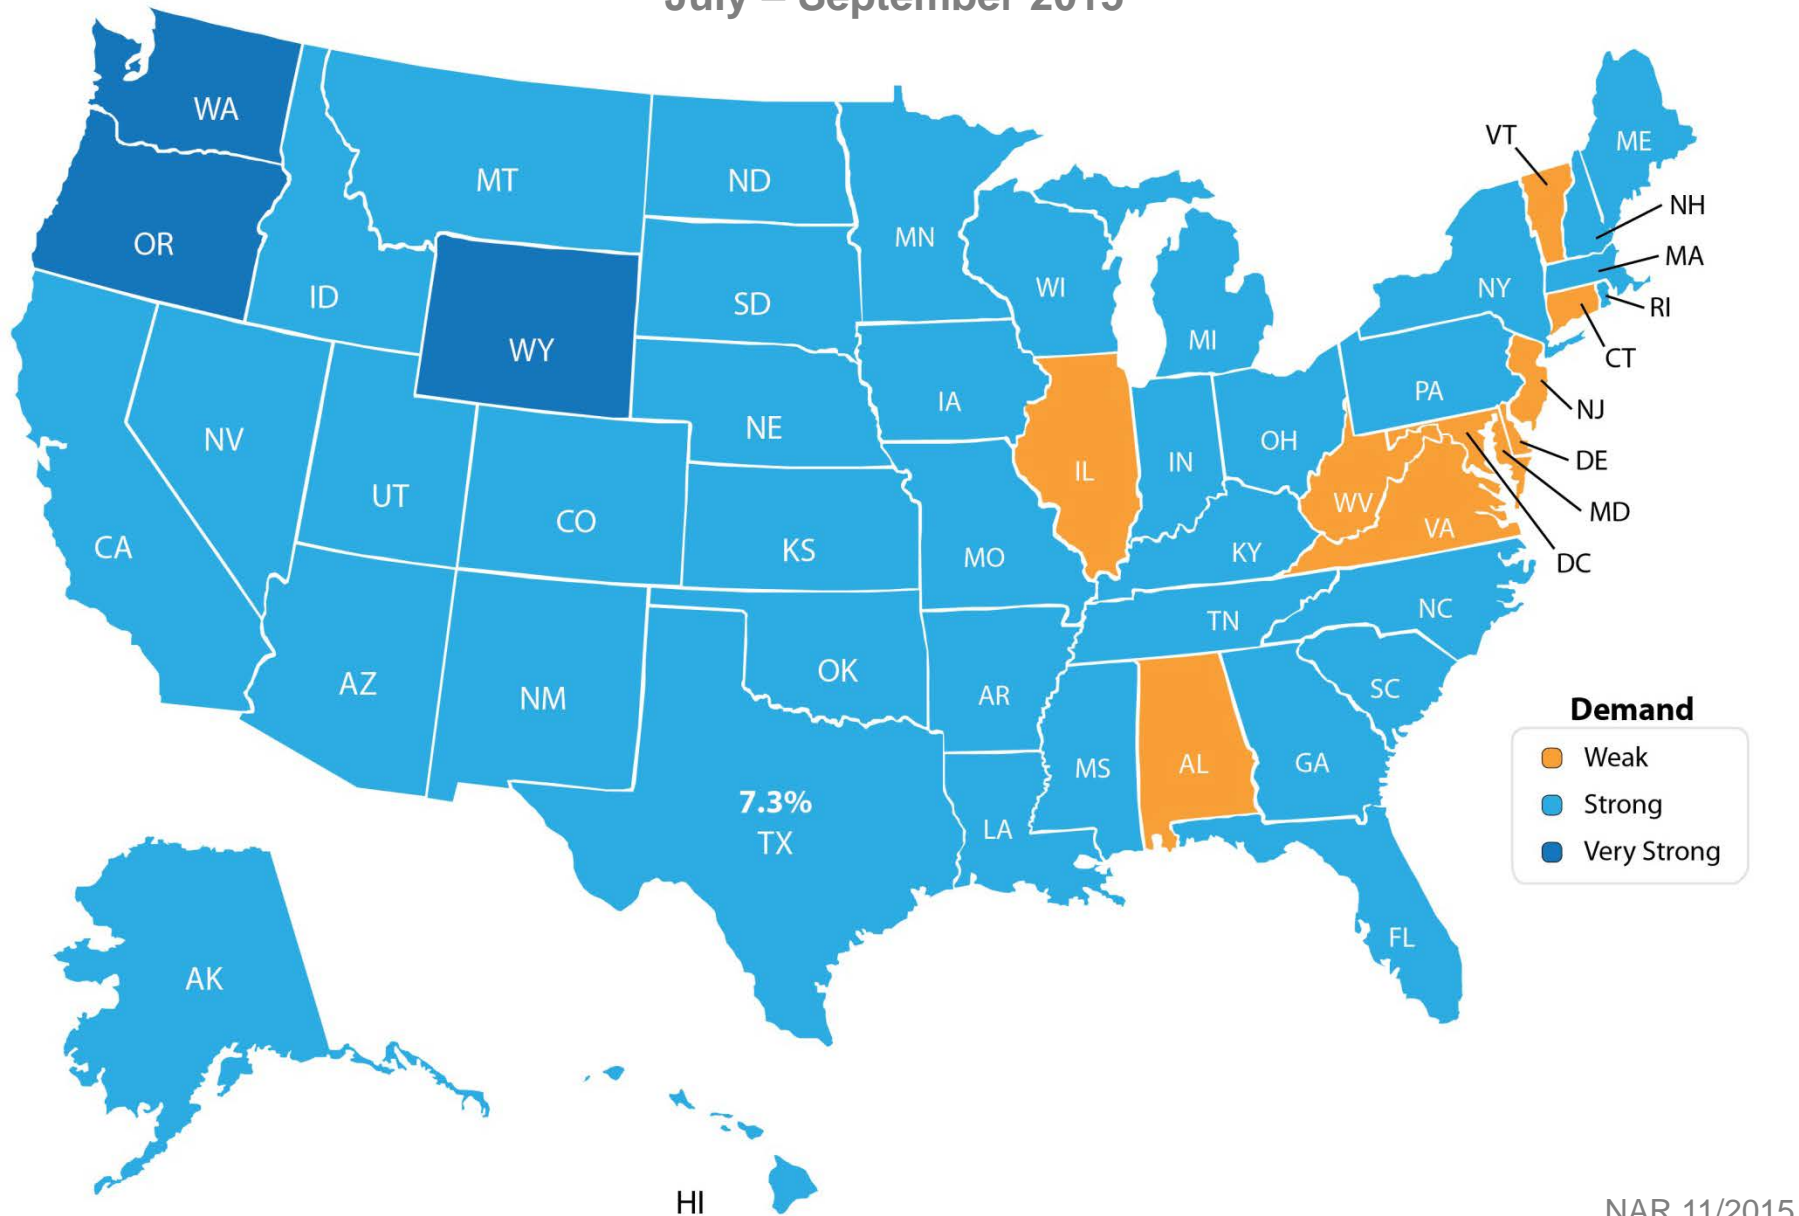 July – September 2015
WA
OR
MT
ID
WY
ND
SD
NE
MN
WI
MI
IA
NV
UT
CO
CA
KS
MO
IL
IN
OH
PA
NY
VT
ME
NH
MA
RI
CT
NJ
DE
MD
DC
WV
VA
KY
TN
NC
SC
AZ
NM
OK
AR
MS
AL
GA
LA
7.3%
TX
FL
AK
HI
Demand
Weak
Strong
Very Strong
NAR 11/2015